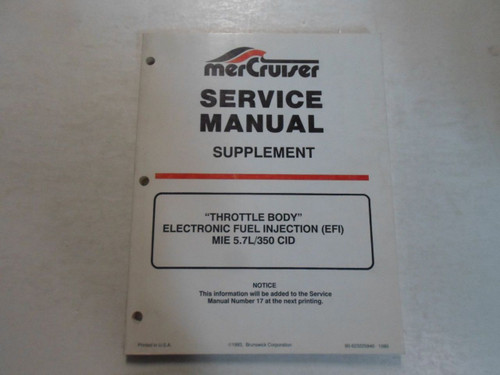 merCruiser
SERVICE
MANUAL
SUPPLEMENT
"THROTTLE BODY"
ELECTRONIC FUEL INJECTION (EFI)
MIE 5.7L/350 CID
NOTICE
This information will be added to the Service
Manual Number 17 at the next printing.
Printed in U.S.A. Brunswick Corporation